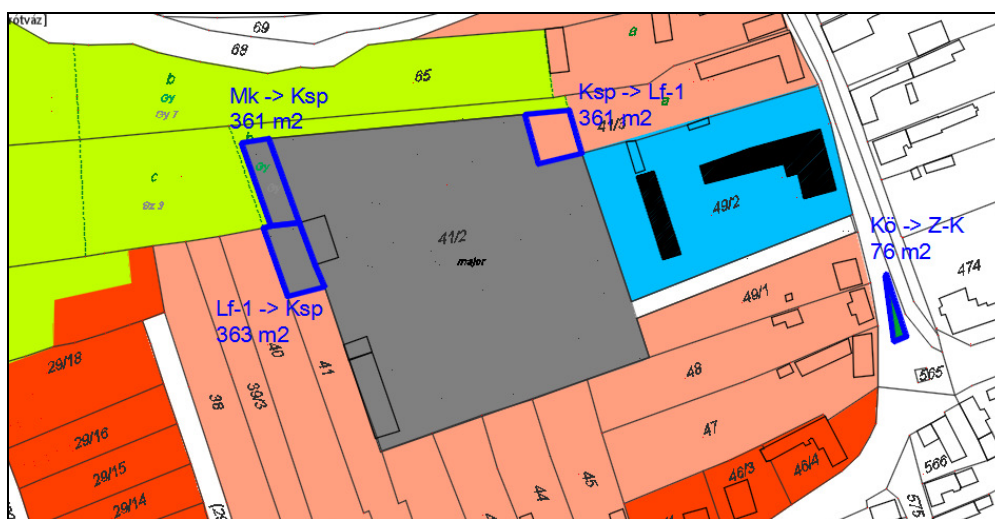 rótváz]
69
68
65
b
Gy
Gy 7
a
Mk -> Ksp
361 m2
Ksp -> Lf-1
361 m2
a
41/3
Gy
c
Sz 3
49/2
41/2
major
Kö -> Z-K
76 m2
474
Lf-1 -> Ksp
363 m2
49/1
29/18
40
41
39/3
38
48
565
47
29/16
29/15
29/14
44
45
46/3
46/4
566
575